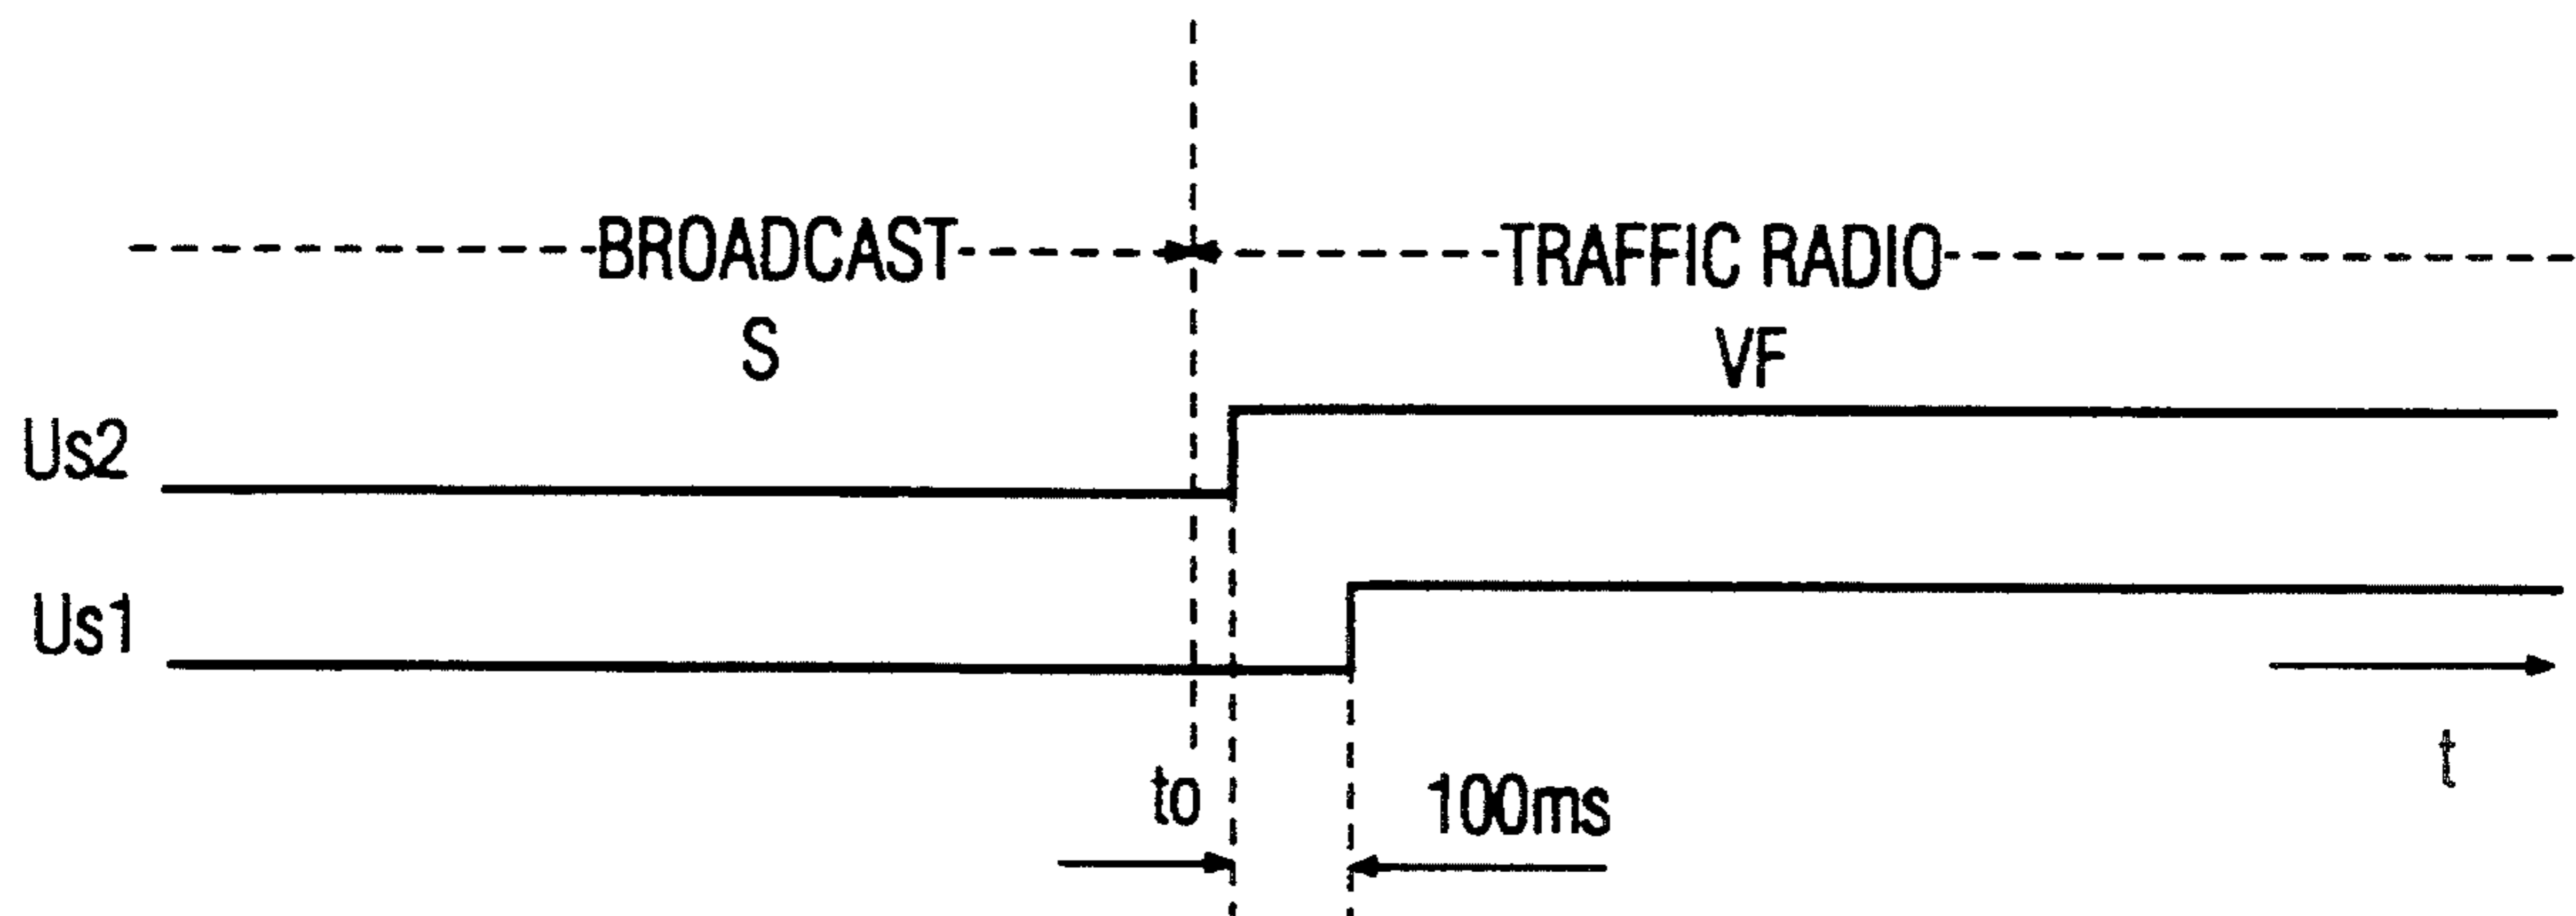 BROADCAST TRAFFIC RADIO
S VF
Us2
Us1
to 100ms t